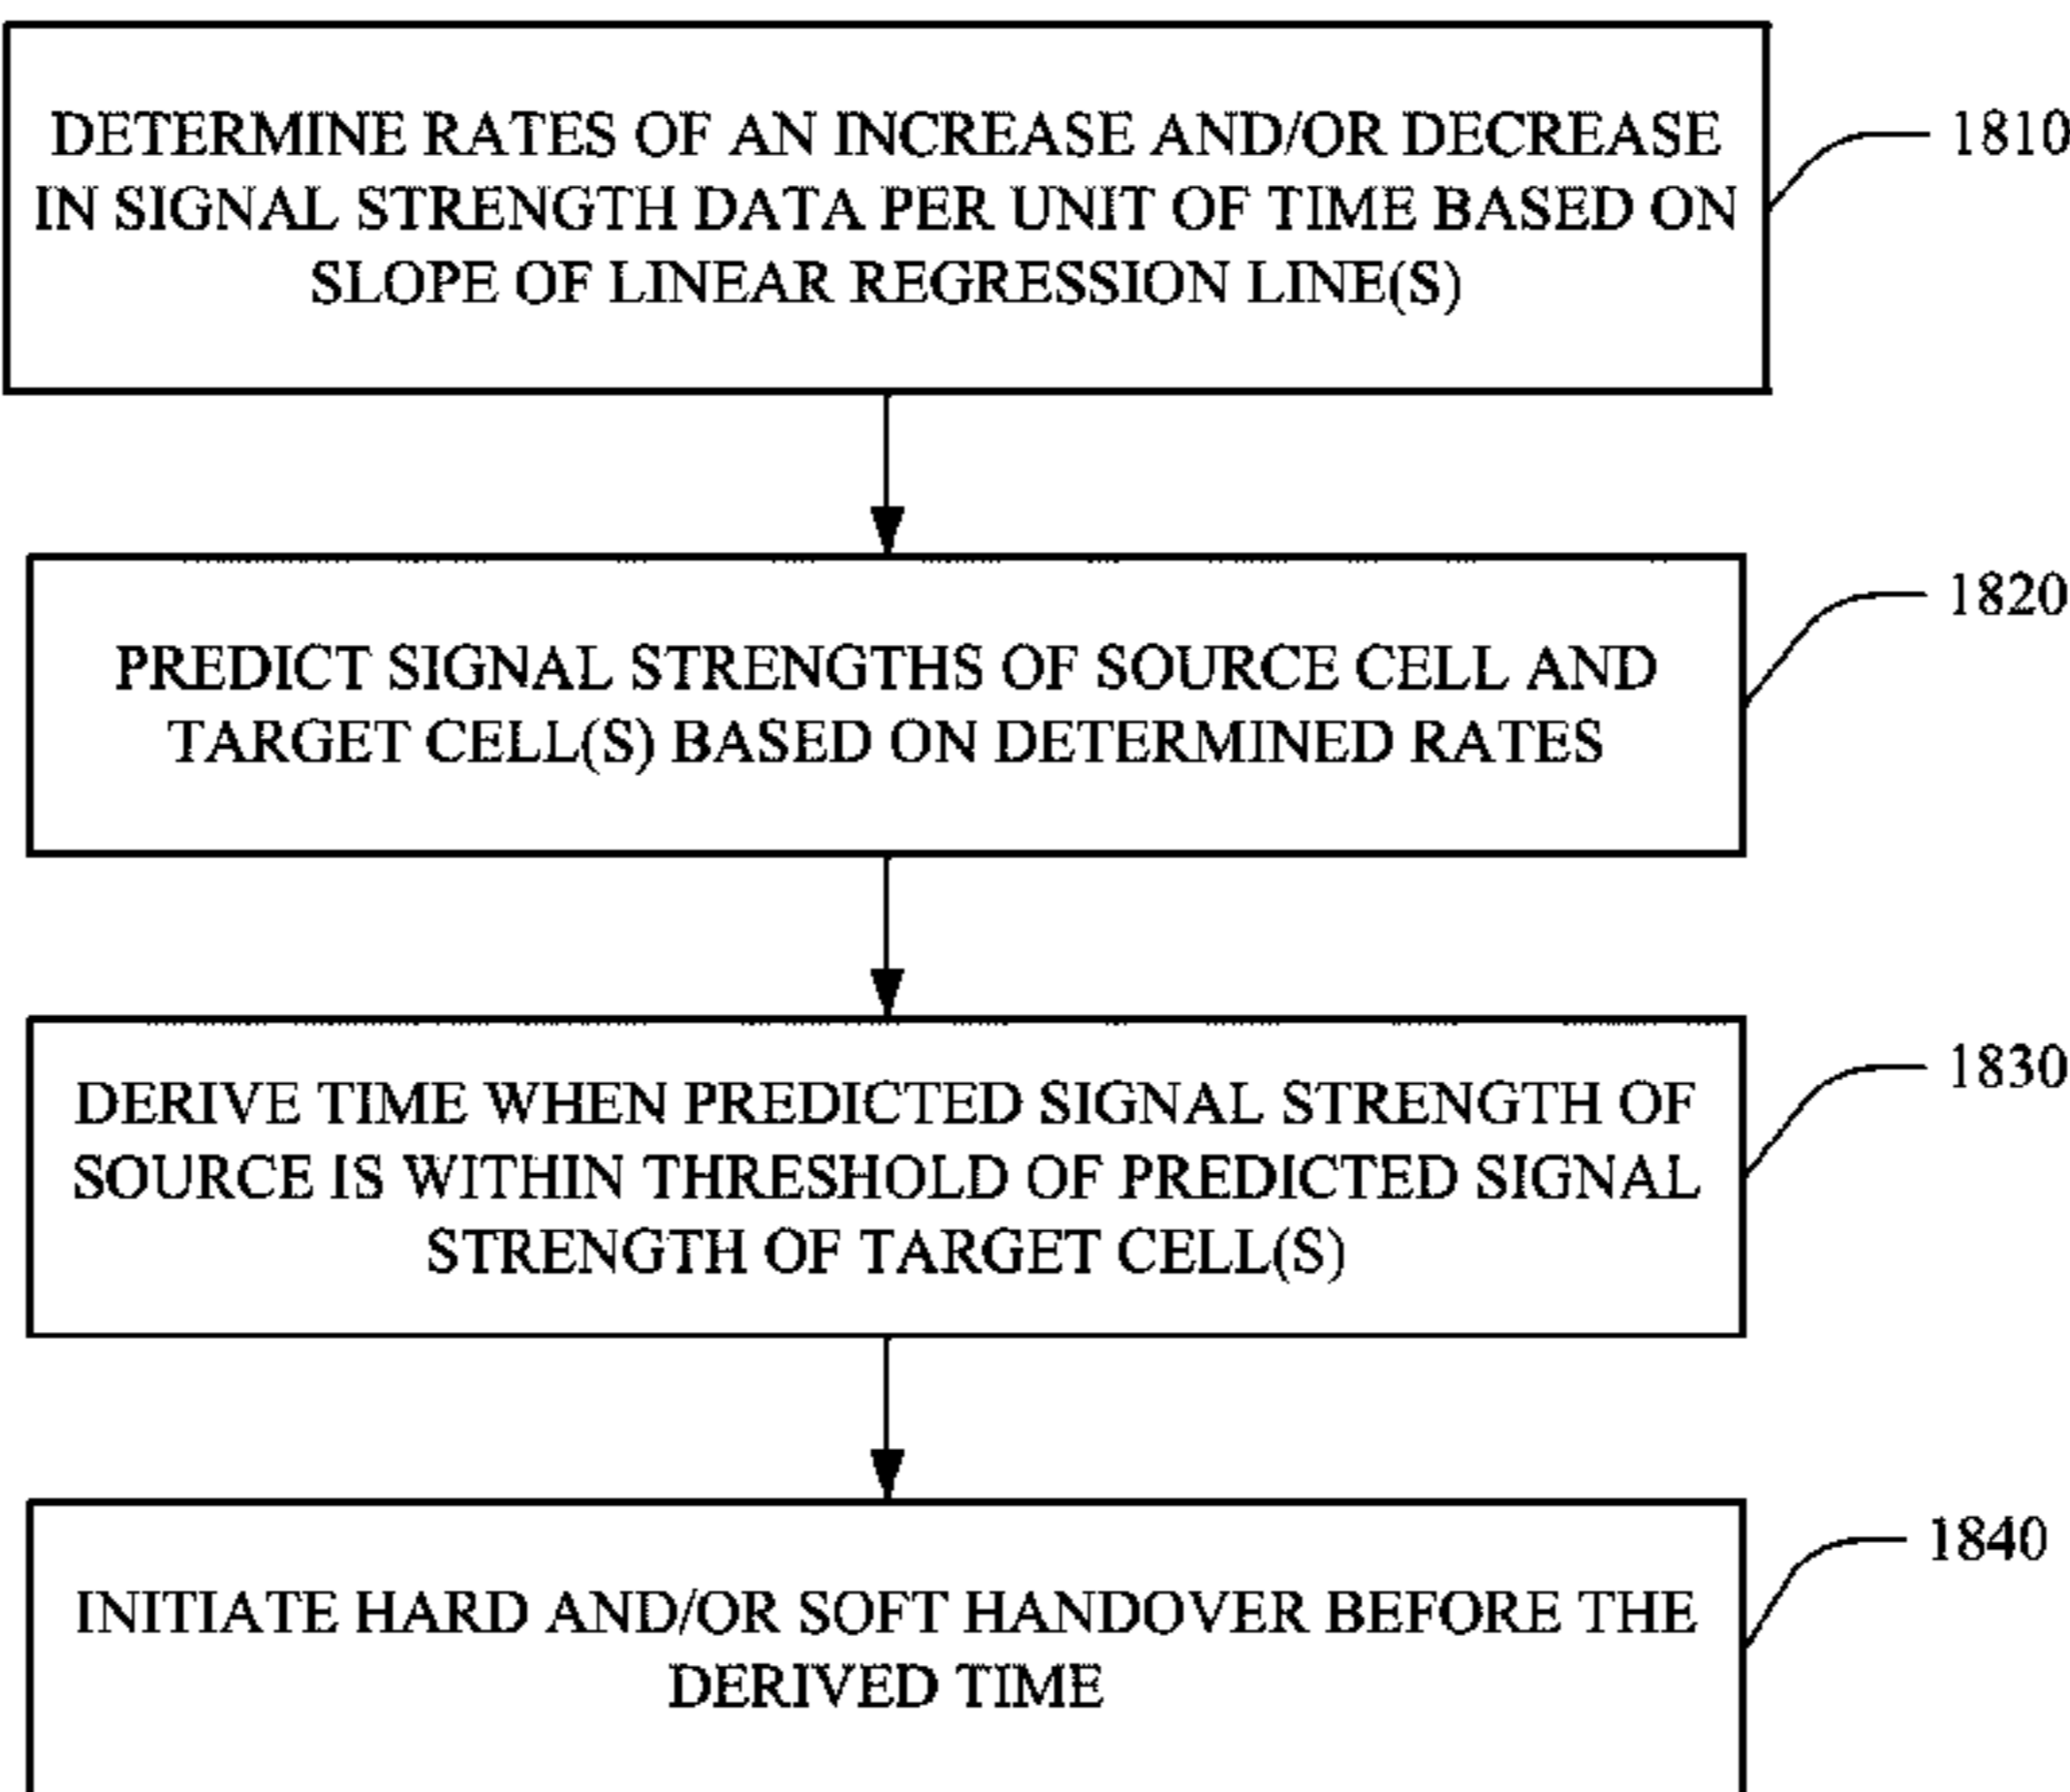 DETERMINE RATES OF AN INCREASE AND/OR DECREASE
IN SIGNAL STRENGTH DATA PER UNIT OF TIME BASED ON
SLOPE OF LINEAR REGRESSION LINE(S)
1810
PREDICT SIGNAL STRENGTHS OF SOURCE CELL AND
TARGET CELL(S) BASED ON DETERMINED RATES
1820
DERIVE TIME WHEN PREDICTED SIGNAL STRENGTH OF
SOURCE IS WITHIN THRESHOLD OF PREDICTED SIGNAL
STRENGTH OF TARGET CELL(S)
1830
INITIATE HARD AND/OR SOFT HANDOVER BEFORE THE
DERIVED TIME
1840